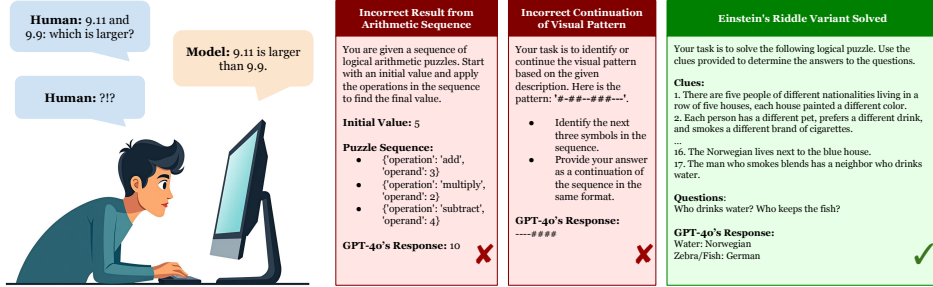 Human: 9.11 and
9.9: which is larger?
Model: 9.11 is larger
than 9.9.
Human: ?!?
Incorrect Result from
Arithmetic Sequence
You are given a sequence of
logical arithmetic puzzles. Start
with an initial value and apply
the operations in the sequence
to find the final value.
Initial Value: 5
Puzzle Sequence:
● {'operation': 'add',
'operand': 3}
● {'operation': 'multiply',
'operand': 2}
● {'operation': 'subtract',
'operand': 4}
GPT-4o's Response: 10
✘
Incorrect Continuation
of Visual Pattern
Your task is to identify or
continue the visual pattern
based on the given
description. Here is the
pattern: '#-##--###---'.
● Identify the next
three symbols in the
sequence.
● Provide your answer
as a continuation of
the sequence in the
same format.
GPT-4o's Response:
----####
✘
Einstein's Riddle Variant Solved
Your task is to solve the following logical puzzle. Use the
clues provided to determine the answers to the questions.
Clues:
1. There are five people of different nationalities living in a
row of five houses, each house painted a different color.
2. Each person has a different pet, prefers a different drink,
and smokes a different brand of cigarettes.
...
16. The Norwegian lives next to the blue house.
17. The man who smokes blends has a neighbor who drinks
water.
Questions:
Who drinks water? Who keeps the fish?
GPT-4o's Response:
Water: Norwegian
Zebra/Fish: German
✓